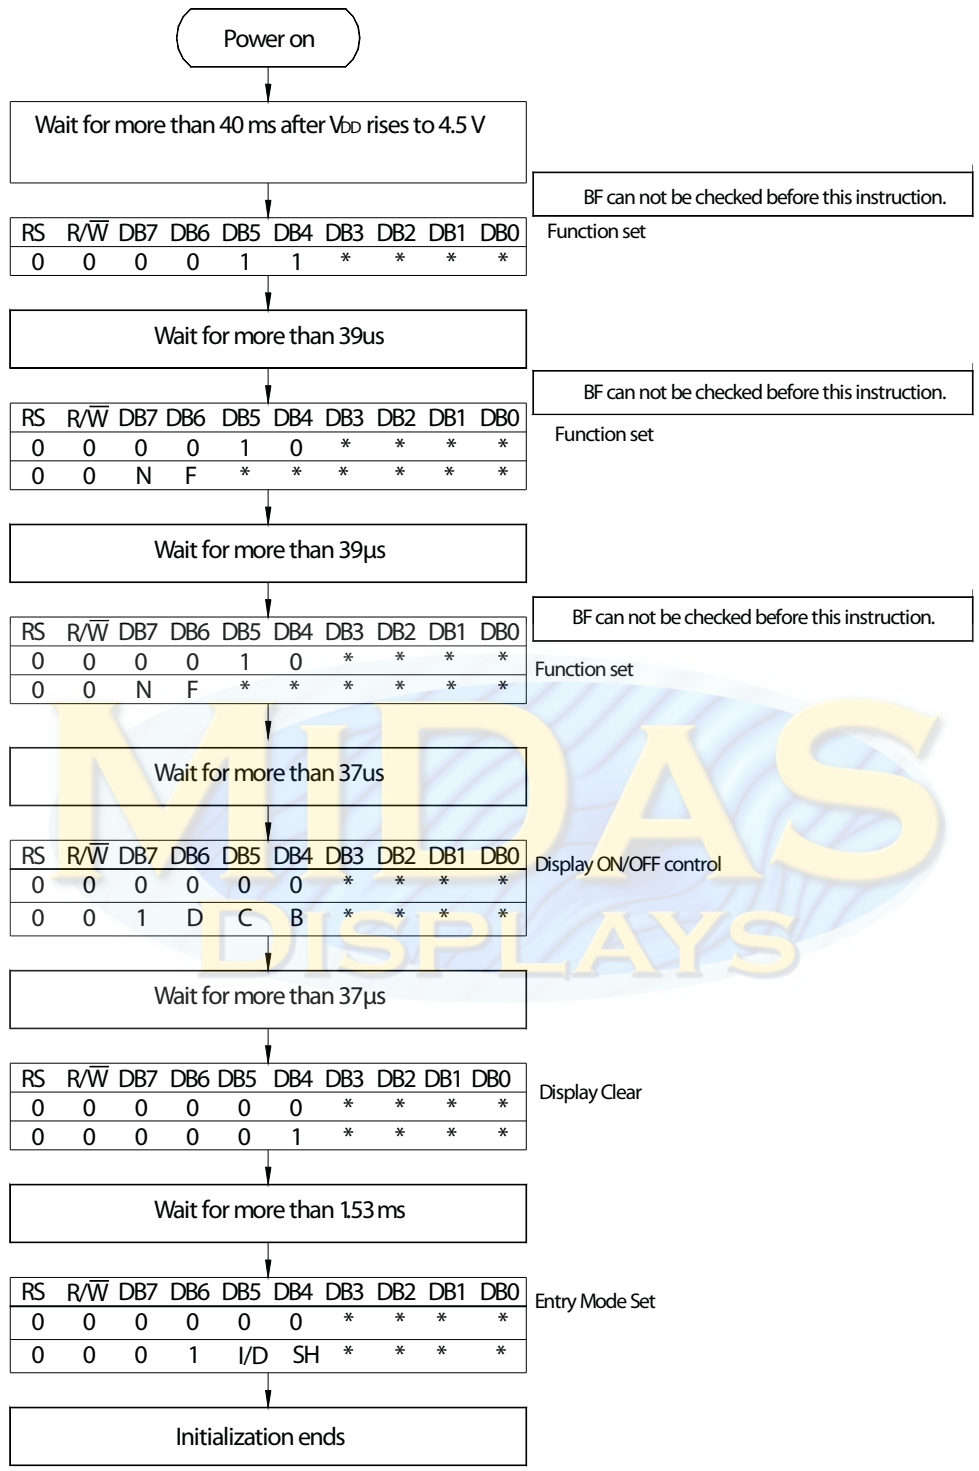 Power on
Wait for more than 40 ms after VDD rises to 4.5 V
BF can not be checked before this instruction.
RS R/W̅ DB7 DB6 DB5 DB4 DB3 DB2 DB1 DB0
Function set
0 0 0 0 1 1 * * * *
Wait for more than 39us
BF can not be checked before this instruction.
RS R/W̅ DB7 DB6 DB5 DB4 DB3 DB2 DB1 DB0
Function set
0 0 0 0 1 0 * * * *
0 0 N F * * * * * *
Wait for more than 39µs
BF can not be checked before this instruction.
RS R/W̅ DB7 DB6 DB5 DB4 DB3 DB2 DB1 DB0
0 0 0 0 1 0 * * * *
Function set
0 0 N F * * * * * *
Wait for more than 37us
RS R/W̅ DB7 DB6 DB5 DB4 DB3 DB2 DB1 DB0
Display ON/OFF control
0 0 0 0 0 0 * * * *
0 0 1 D C B * * * *
Wait for more than 37µs
RS R/W̅ DB7 DB6 DB5 DB4 DB3 DB2 DB1 DB0
Display Clear
0 0 0 0 0 0 * * * *
0 0 0 0 0 1 * * * *
Wait for more than 1.53 ms
RS R/W̅ DB7 DB6 DB5 DB4 DB3 DB2 DB1 DB0
Entry Mode Set
0 0 0 0 0 0 * * * *
0 0 0 1 I/D SH * * * *
Initialization ends
MIDAS
DISPLAYS